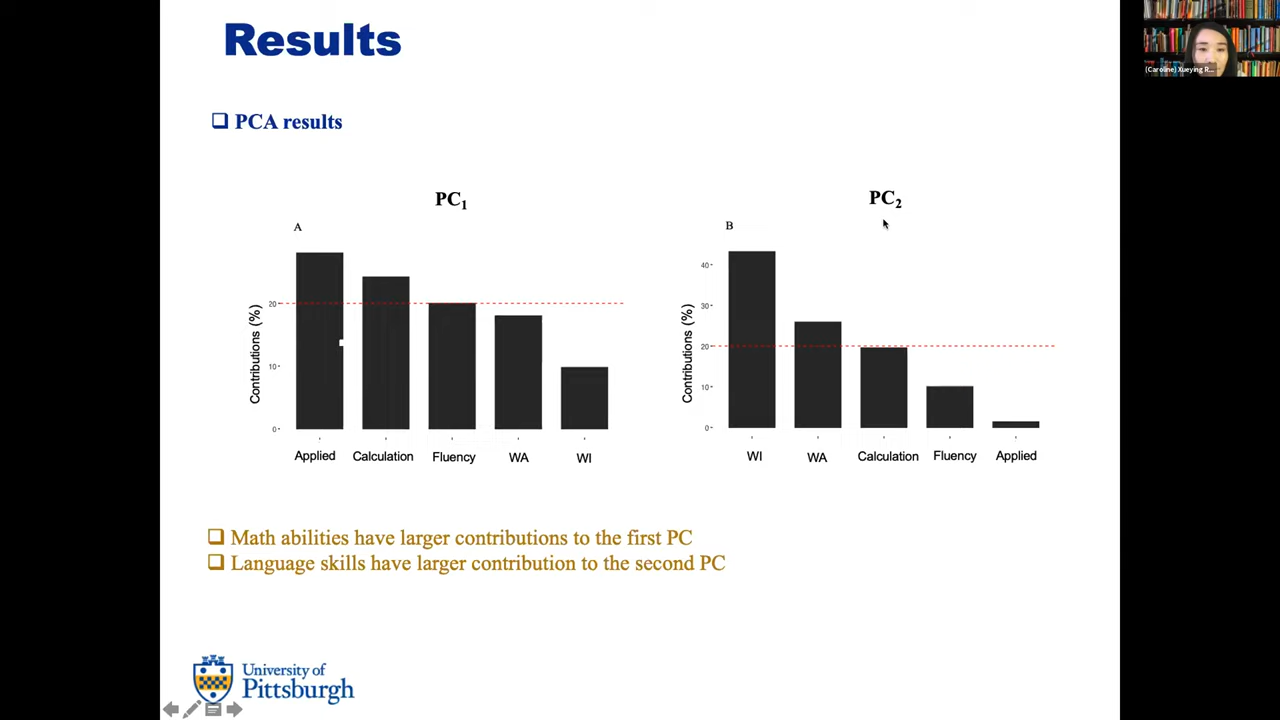 Results
(Caroline) Xueying R...
❑ PCA results
PC1
PC2
A
B
Contributions (%)
20
10
0
Applied Calculation Fluency WA WI
Contributions (%)
40
30
20
10
0
WI WA Calculation Fluency Applied
❑ Math abilities have larger contributions to the first PC
❑ Language skills have larger contribution to the second PC
University of
Pittsburgh